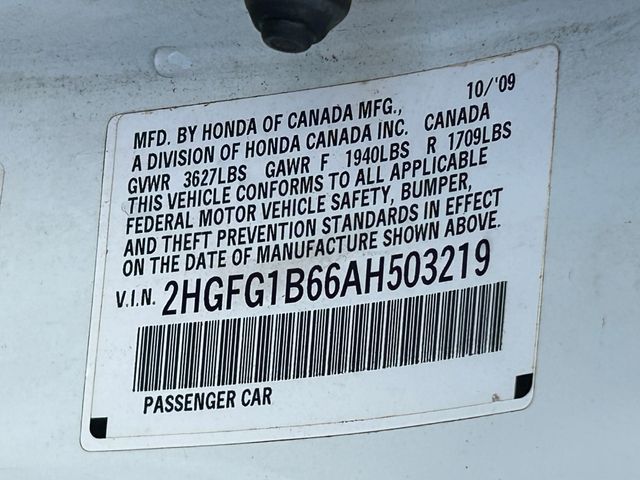 10/'09
MFD. BY HONDA OF CANADA MFG.,
A DIVISION OF HONDA CANADA INC. CANADA
GVWR 3627LBS GAWR F 1940LBS R 1709LBS
THIS VEHICLE CONFORMS TO ALL APPLICABLE
FEDERAL MOTOR VEHICLE SAFETY, BUMPER,
AND THEFT PREVENTION STANDARDS IN EFFECT
ON THE DATE OF MANUFACTURE SHOWN ABOVE.
V.I.N. 2HGFG1B66AH503219
PASSENGER CAR